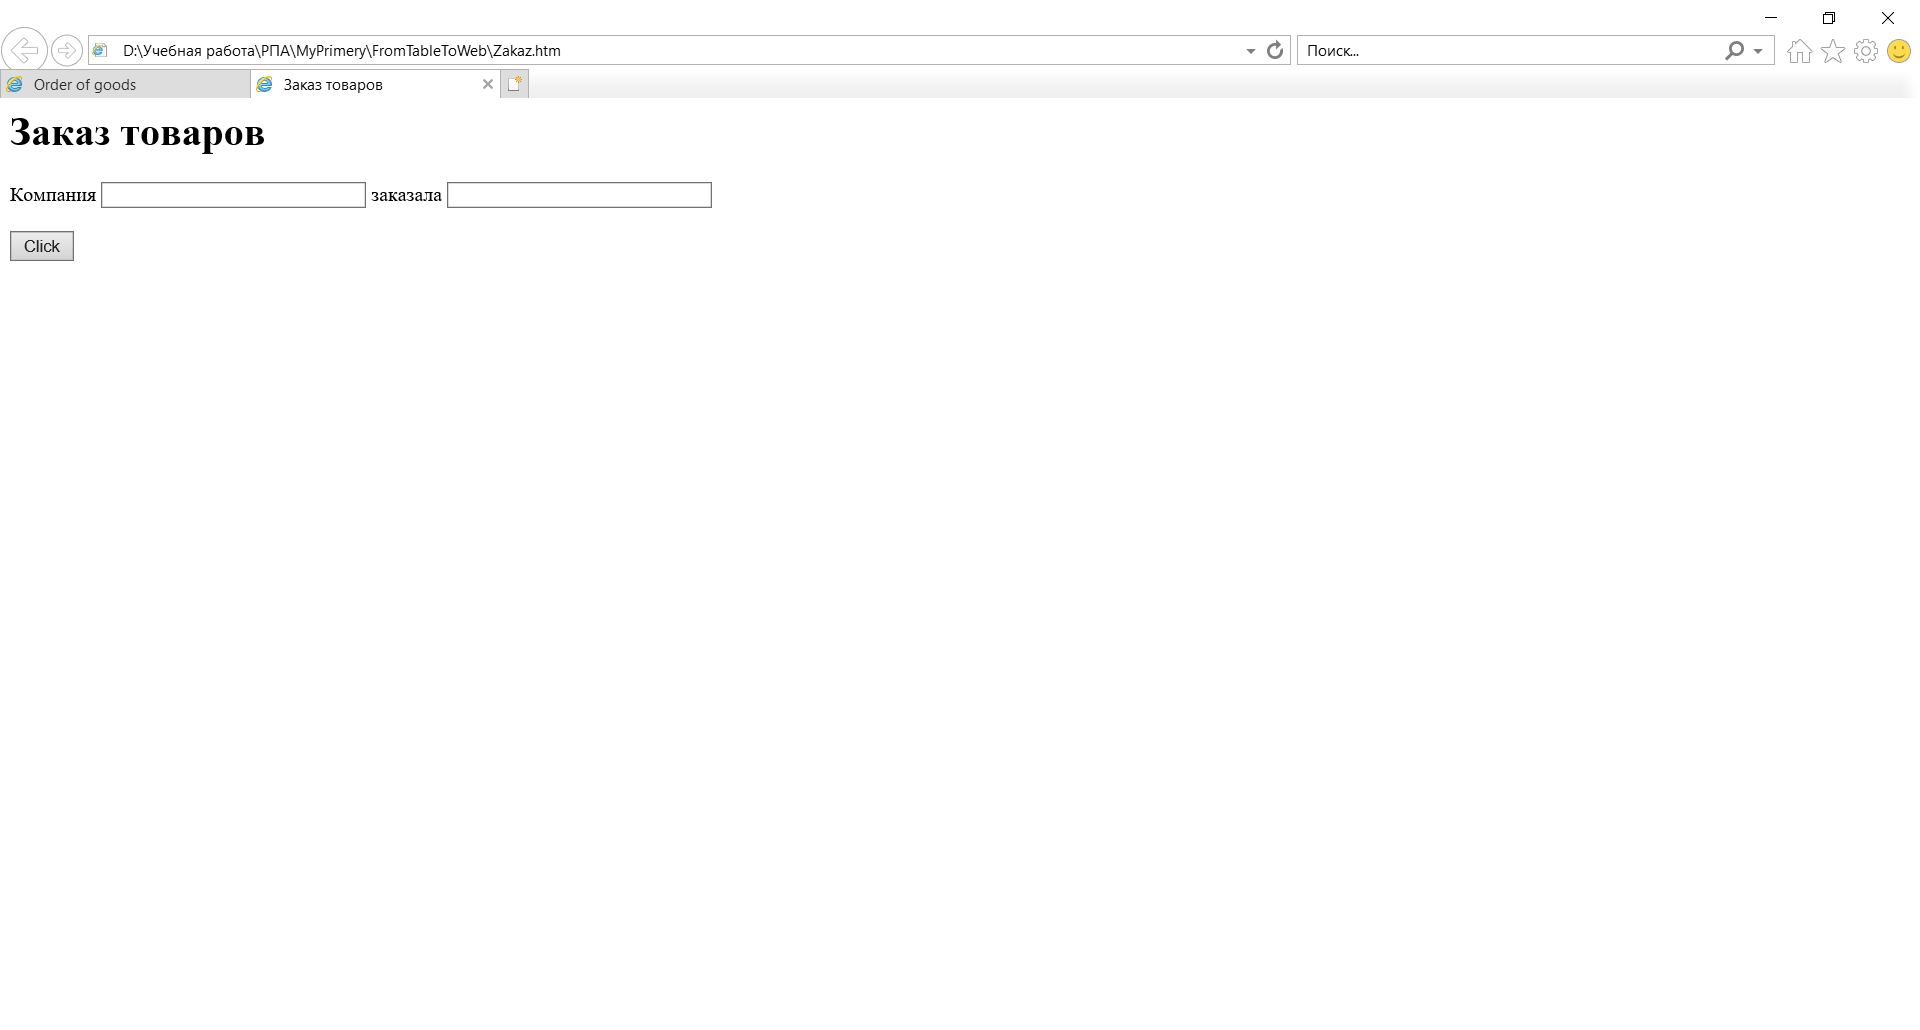 D:\Учебная работа\РПА\MyPrimery\FromTableToWeb\Zakaz.htm
Поиск...
Order of goods
Заказ товаров
Заказ товаров
Компания заказала
Click